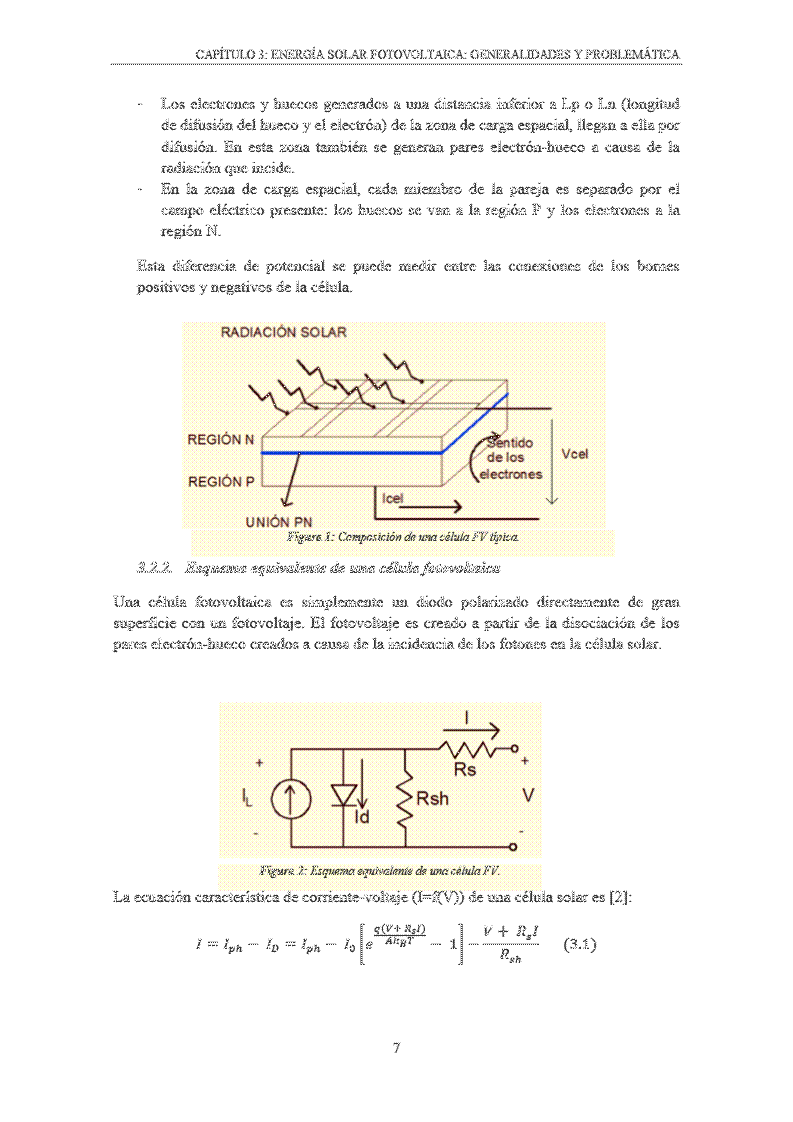 CAPÍTULO 3: ENERGÍA SOLAR FOTOVOLTAICA: GENERALIDADES Y PROBLEMÁTICA
- Los electrones y huecos generados a una distancia inferior a Lp o Ln (longitud
de difusión del hueco y el electrón) de la zona de carga espacial, llegan a ella por
difusión. En esta zona también se generan pares electrón-hueco a causa de la
radiación que incide.
- En la zona de carga espacial, cada miembro de la pareja es separado por el
campo eléctrico presente: los huecos se van a la región P y los electrones a la
región N.
Esta diferencia de potencial se puede medir entre las conexiones de los bornes
positivos y negativos de la célula.
RADIACIÓN SOLAR
REGIÓN N
Sentido
de los
electrones
Vcel
REGIÓN P
Icel
UNIÓN PN
Figura 1: Composición de una célula FV típica.
3.2.2. Esquema equivalente de una célula fotovoltaica
Una célula fotovoltaica es simplemente un diodo polarizado directamente de gran
superficie con un fotovoltaje. El fotovoltaje es creado a partir de la disociación de los
pares electrón-hueco creados a causa de la incidencia de los fotones en la célula solar.
I
+
Rs
+
I_L
Id
Rsh
V
-
-
Figura 2: Esquema equivalente de una célula FV.
La ecuación característica de corriente-voltaje (I=f(V)) de una célula solar es [2]:
I = I_ph − I_D = I_ph − I_0 [e^(q(V+R_sI)/(Ak_BT)) − 1] − (V + R_sI)/R_sh (3.1)
7